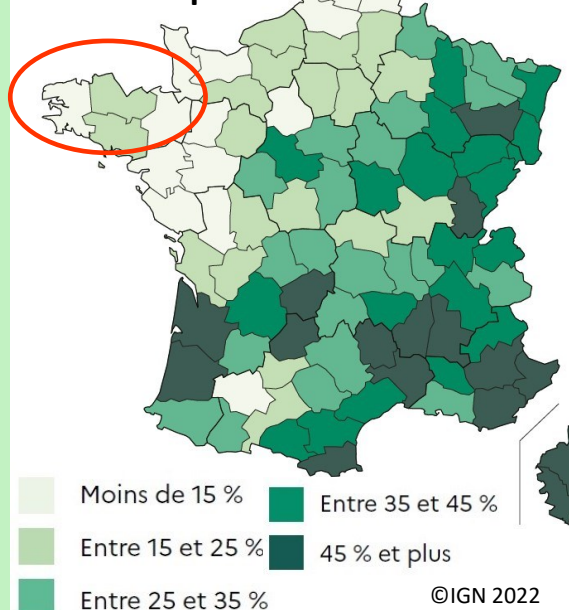 Moins de 15 %
Entre 15 et 25 %
Entre 25 et 35 %
Entre 35 et 45 %
45 % et plus
©IGN 2022